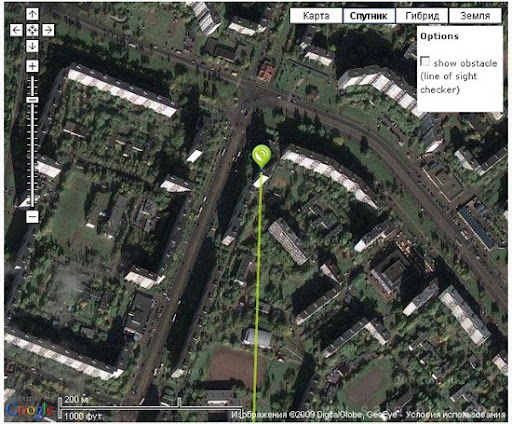 Карта
Спутник
Гибрид
Земля
Options
show obstacle
(line of sight
checker)
200 м
1000 фут.
Google
Изображения ©2009 DigitalGlobe, GeoEye - Условия использования